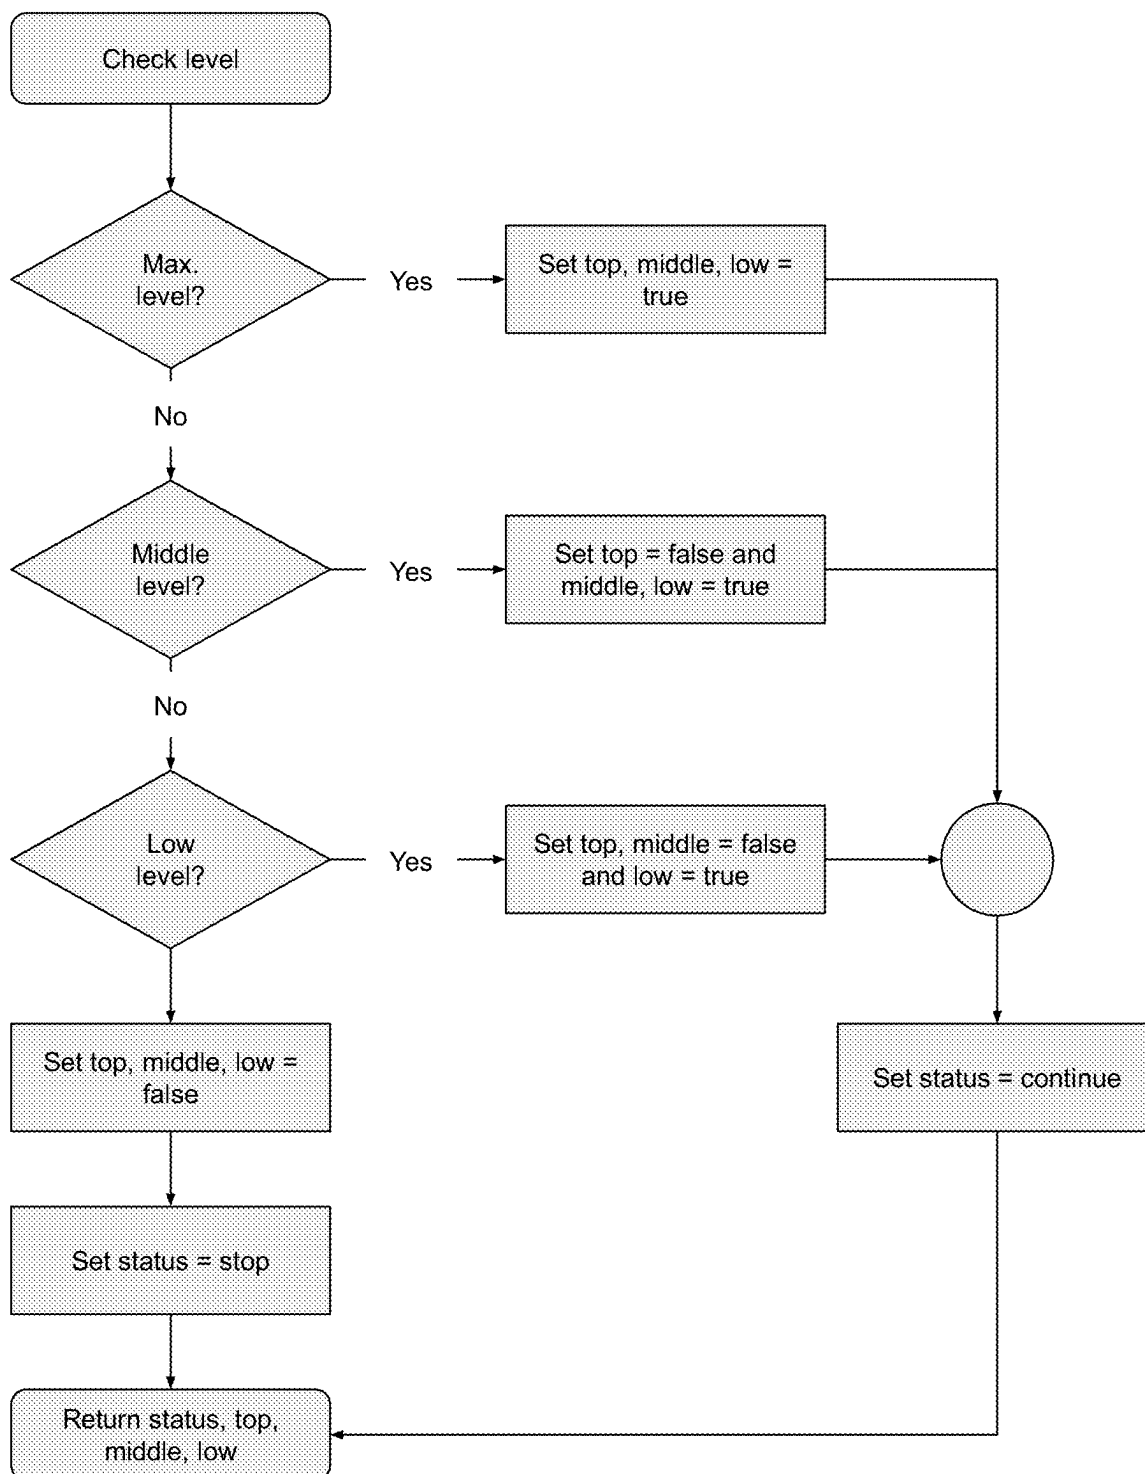 Check level
Max.
level?
Yes
Set top, middle, low =
true
No
Middle
level?
Yes
Set top = false and
middle, low = true
No
Low
level?
Yes
Set top, middle = false
and low = true
Set top, middle, low =
false
Set status = continue
Set status = stop
Return status, top,
middle, low